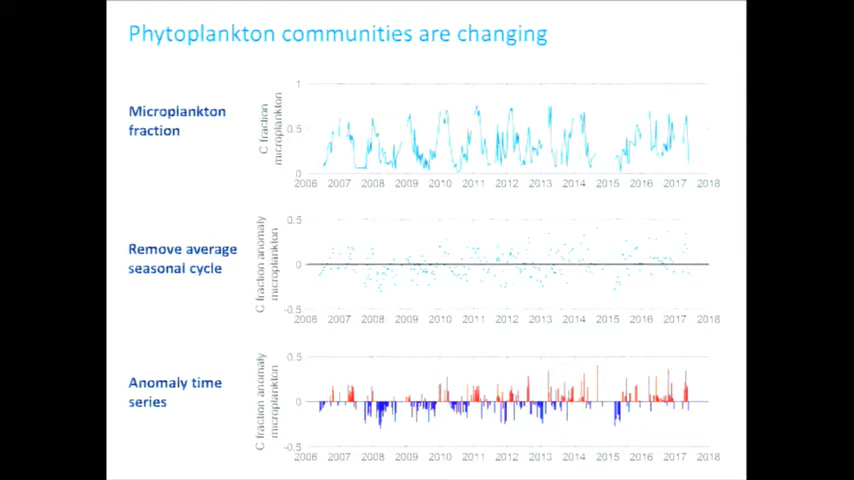 Phytoplankton communities are changing
Microplankton
fraction
C fraction
microplankton
1
0.5
0
2006 2007 2008 2009 2010 2011 2012 2013 2014 2015 2016 2017 2018
Remove average
seasonal cycle
C fraction anomaly
microplankton
0.5
0
-0.5
2006 2007 2008 2009 2010 2011 2012 2013 2014 2015 2016 2017 2018
Anomaly time
series
C fraction anomaly
microplankton
0.5
0
-0.5
2006 2007 2008 2009 2010 2011 2012 2013 2014 2015 2016 2017 2018